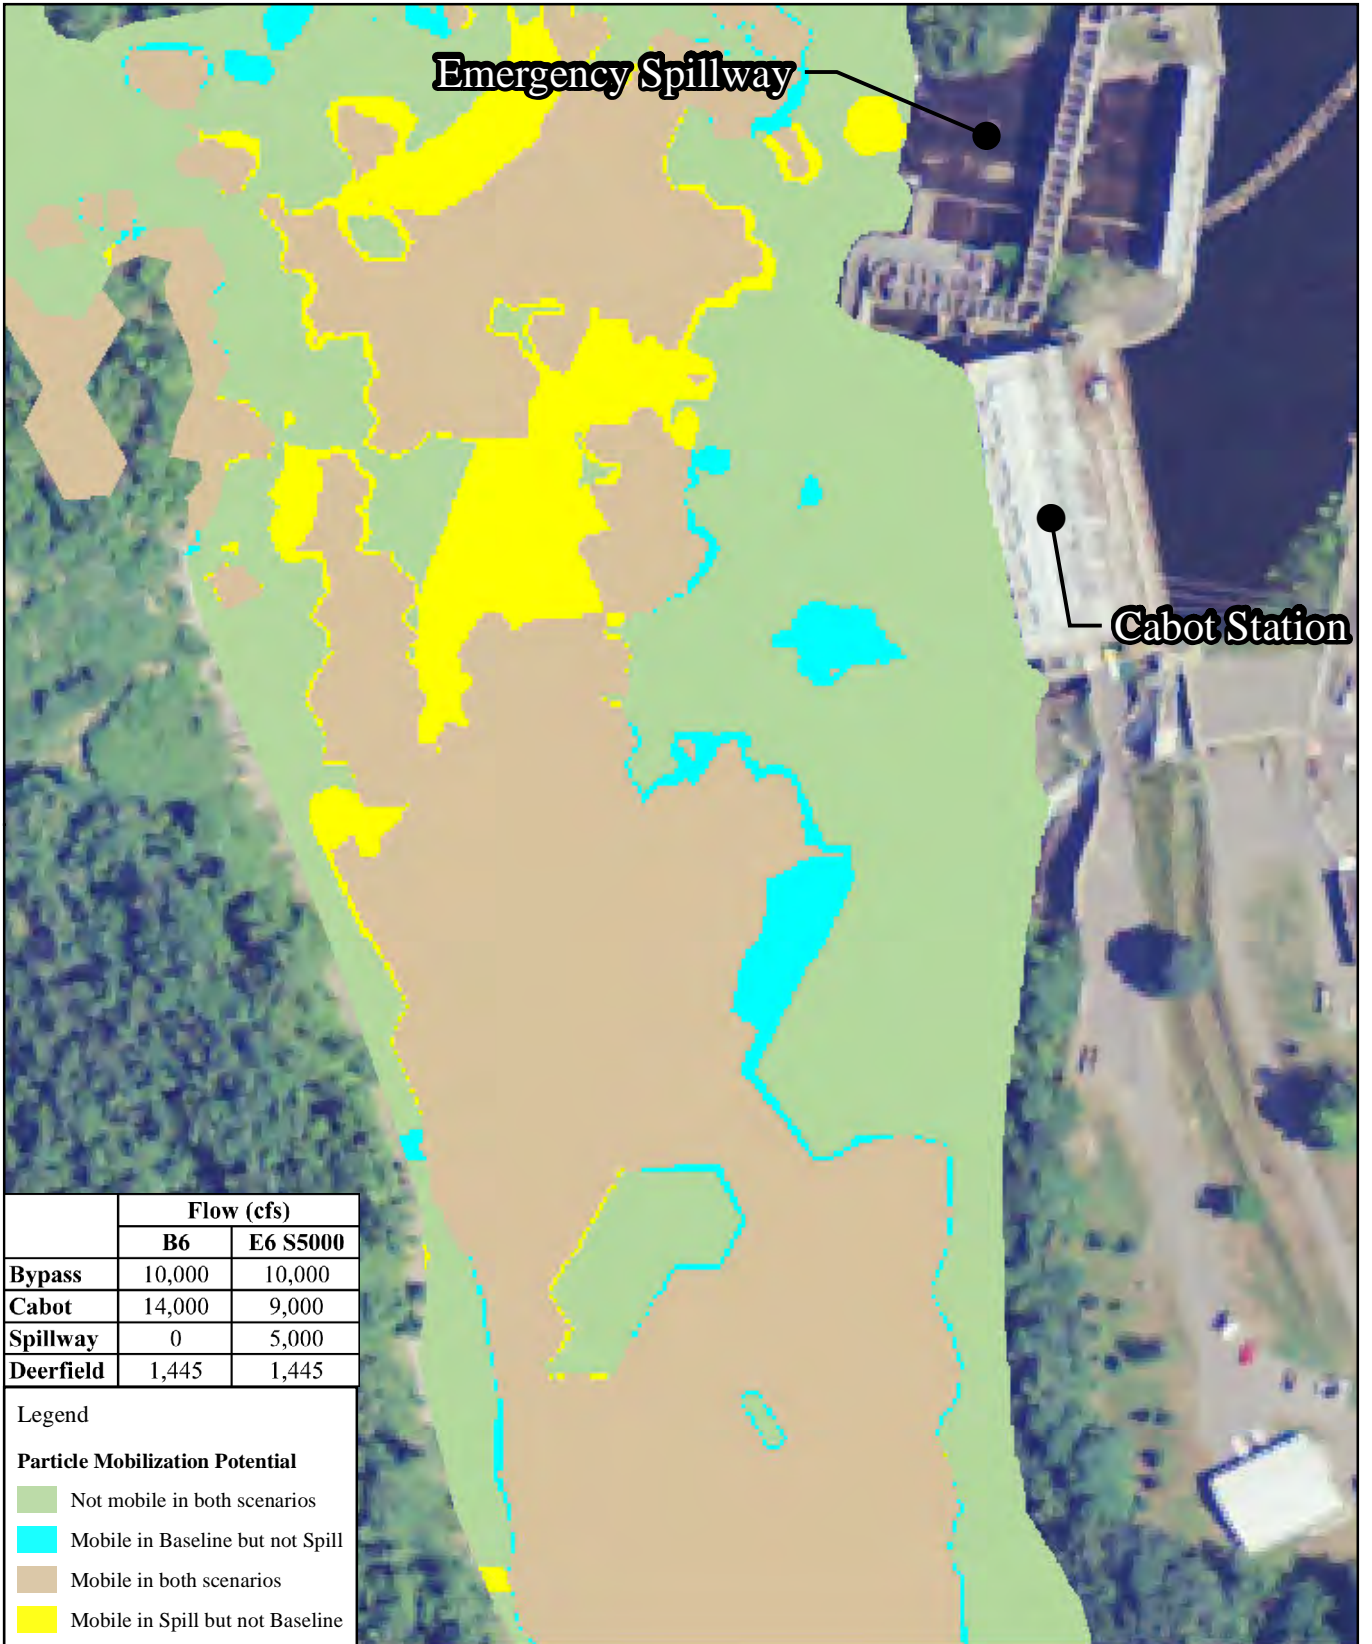 Emergency Spillway
Cabot Station
Flow (cfs)
B6 E6 S5000
Bypass 10,000 10,000
Cabot 14,000 9,000
Spillway 0 5,000
Deerfield 1,445 1,445
Legend
Particle Mobilization Potential
Not mobile in both scenarios
Mobile in Baseline but not Spill
Mobile in both scenarios
Mobile in Spill but not Baseline